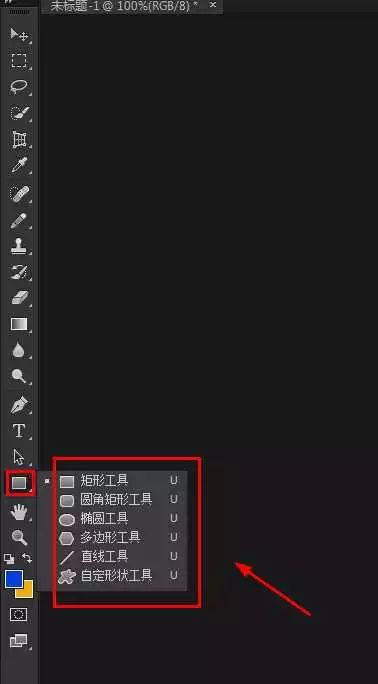 未标题-1 @ 100%(RGB/8) *
矩形工具 U
圆角矩形工具 U
椭圆工具 U
多边形工具 U
直线工具 U
自定形状工具 U